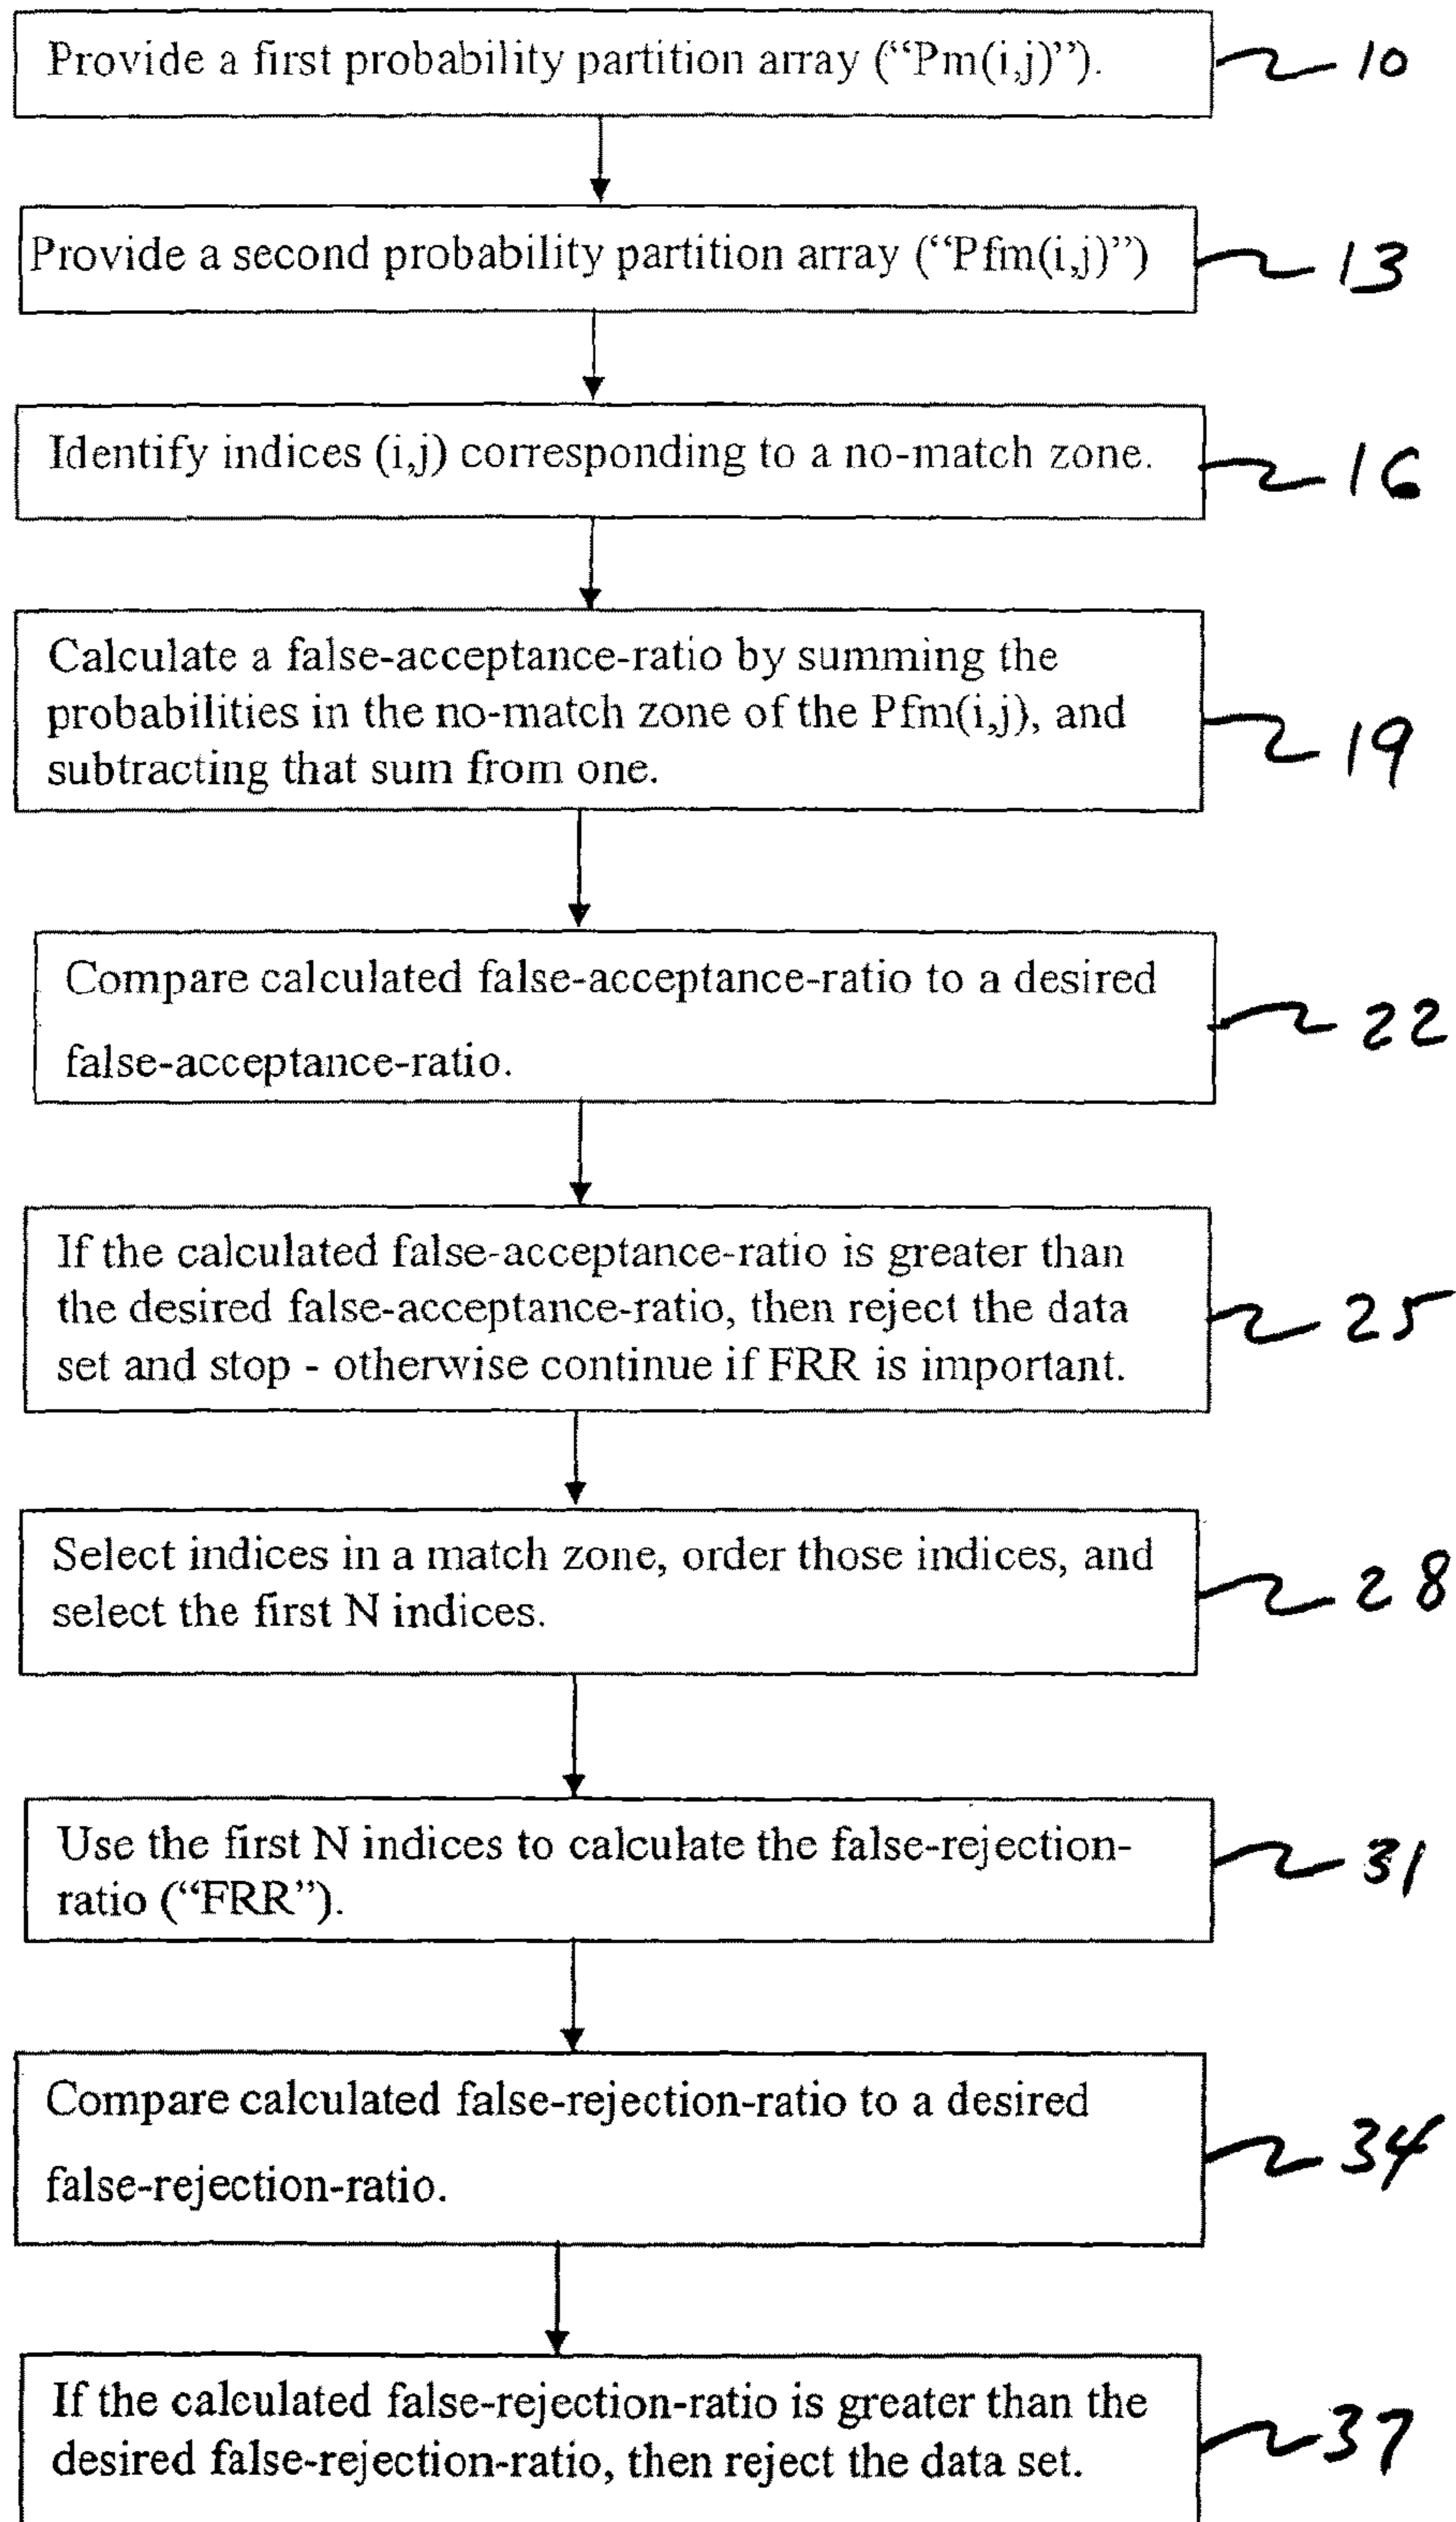 Provide a first probability partition array (“Pm(i,j)”).
10
Provide a second probability partition array (“Pfm(i,j)”)
13
Identify indices (i,j) corresponding to a no-match zone.
16
Calculate a false-acceptance-ratio by summing the
probabilities in the no-match zone of the Pfm(i,j), and
subtracting that sum from one.
19
Compare calculated false-acceptance-ratio to a desired
false-acceptance-ratio.
22
If the calculated false-acceptance-ratio is greater than
the desired false-acceptance-ratio, then reject the data
set and stop - otherwise continue if FRR is important.
25
Select indices in a match zone, order those indices, and
select the first N indices.
28
Use the first N indices to calculate the false-rejection-
ratio (“FRR”).
31
Compare calculated false-rejection-ratio to a desired
false-rejection-ratio.
34
If the calculated false-rejection-ratio is greater than the
desired false-rejection-ratio, then reject the data set.
37